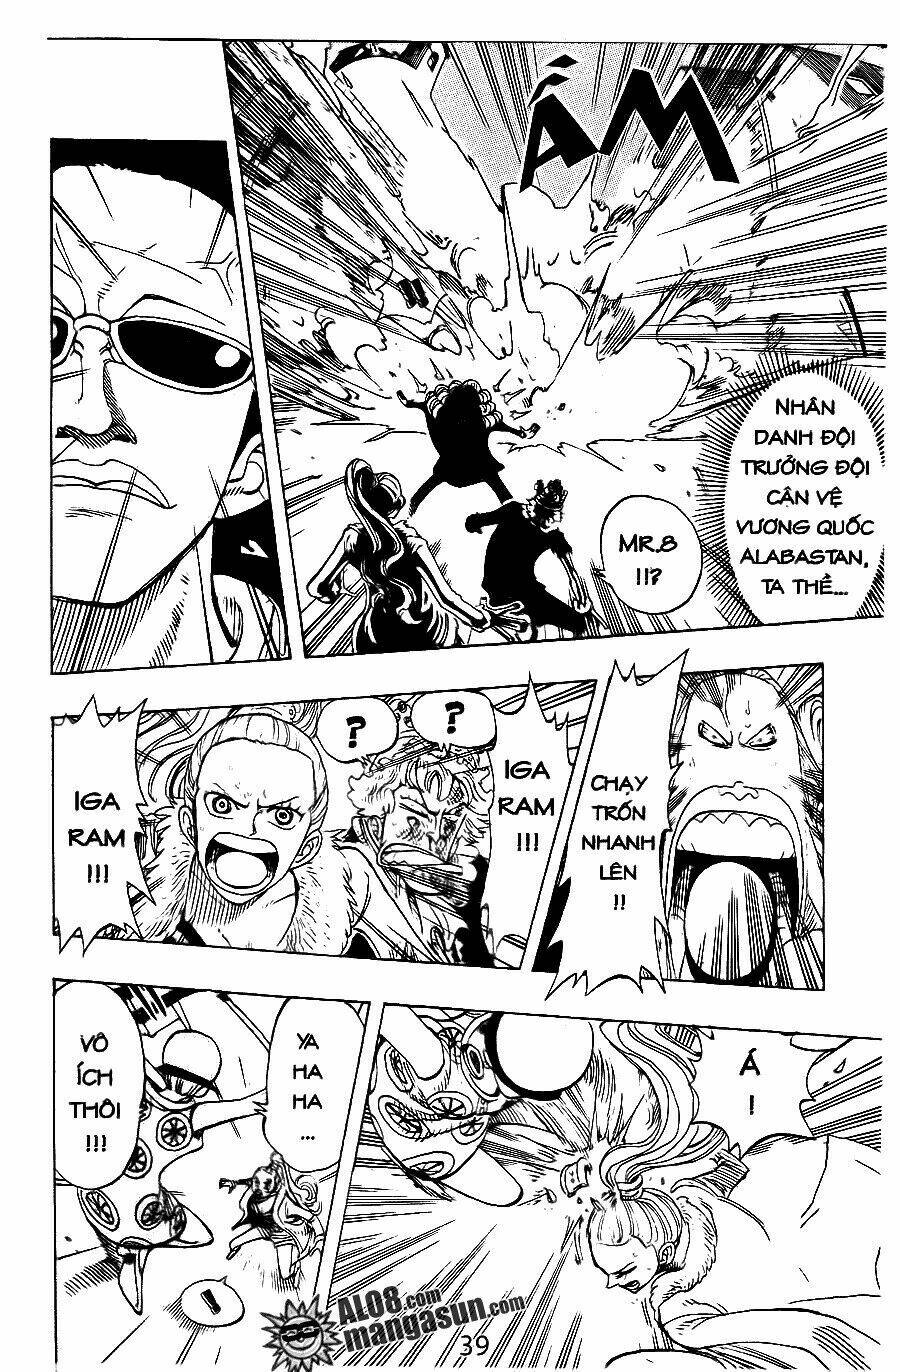 ẦM
NHÂN
DANH ĐỘI
TRƯỞNG ĐỘI
CẬN VỆ
VƯƠNG QUỐC
ALABASTAN,
TA THỀ...
MR.8
!!?
CHẠY
TRỐN
NHANH
LÊN
!!
IGA
RAM
!!!
?
?
IGA
RAM
!!!
Á
!
YA
HA
HA
...
VÔ
ÍCH
THÔI
!!!
!
ALO8.com
mangasun.com
39